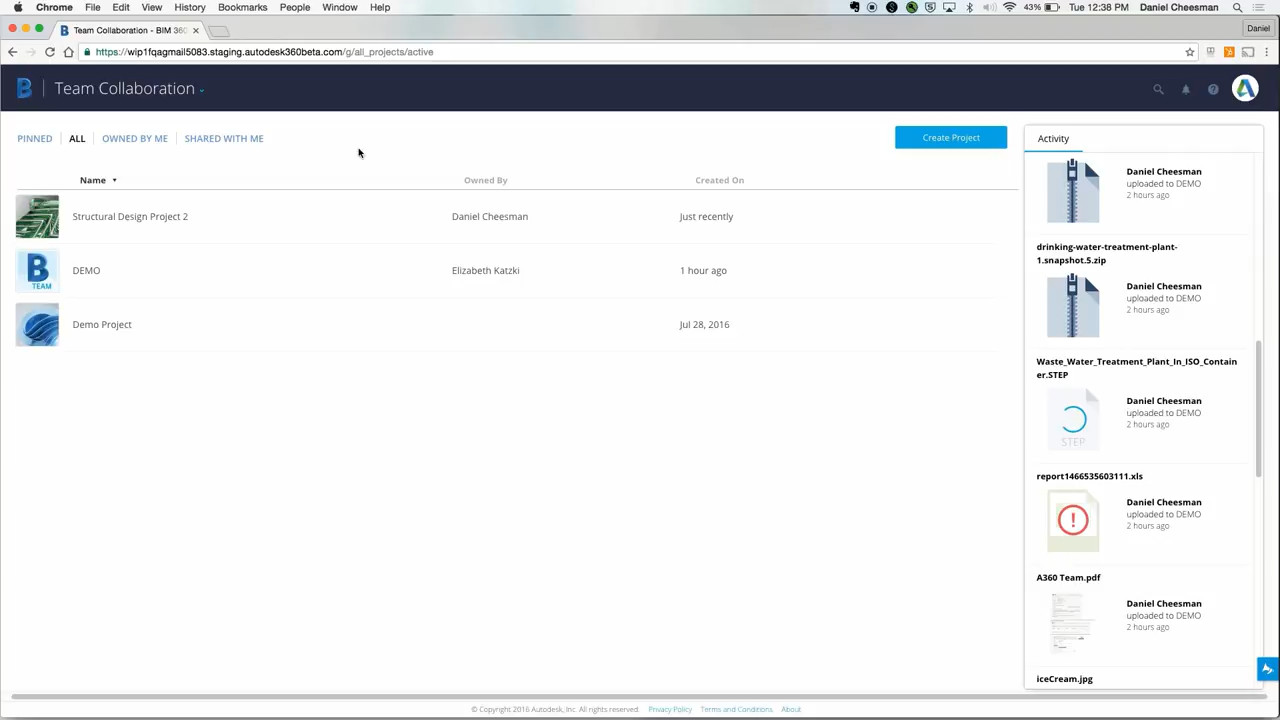 Chrome File Edit View History Bookmarks People Window Help 43% Tue 12:38 PM Daniel Cheesman
Team Collaboration - BIM 360 Daniel
https://wip1fqagmail5083.staging.autodesk360beta.com/g/all_projects/active
B Team Collaboration
PINNED ALL OWNED BY ME SHARED WITH ME Create Project
Name Owned By Created On
Structural Design Project 2 Daniel Cheesman Just recently
B TEAM DEMO Elizabeth Katzki 1 hour ago
Demo Project Jul 28, 2016
Activity
Daniel Cheesman
uploaded to DEMO
2 hours ago
drinking-water-treatment-plant-
1.snapshot.5.zip
Daniel Cheesman
uploaded to DEMO
2 hours ago
Waste_Water_Treatment_Plant_In_ISO_Contain
er.STEP
STEP
Daniel Cheesman
uploaded to DEMO
2 hours ago
report1466535603111.xls
Daniel Cheesman
uploaded to DEMO
2 hours ago
A360 Team.pdf
Daniel Cheesman
uploaded to DEMO
2 hours ago
iceCream.jpg
© Copyright 2016 Autodesk, Inc. All rights reserved. Privacy Policy Terms and Conditions About